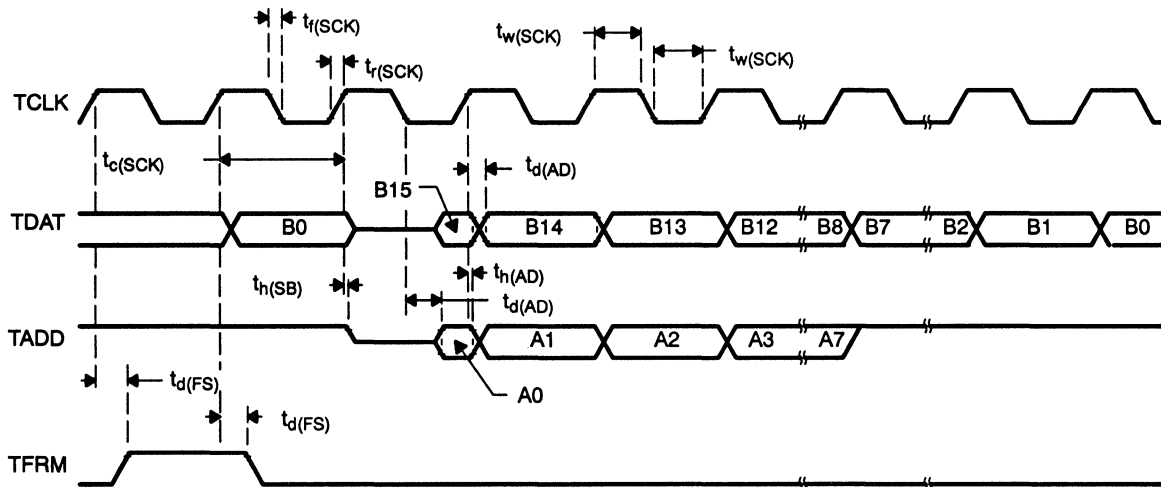 tf(SCK)
tr(SCK)
tw(SCK)
tw(SCK)
TCLK
tc(SCK)
td(AD)
B15
TDAT
B0
B14
B13
B12
B8
B7
B2
B1
B0
th(SB)
th(AD)
td(AD)
TADD
A1
A2
A3
A7
A0
td(FS)
td(FS)
TFRM